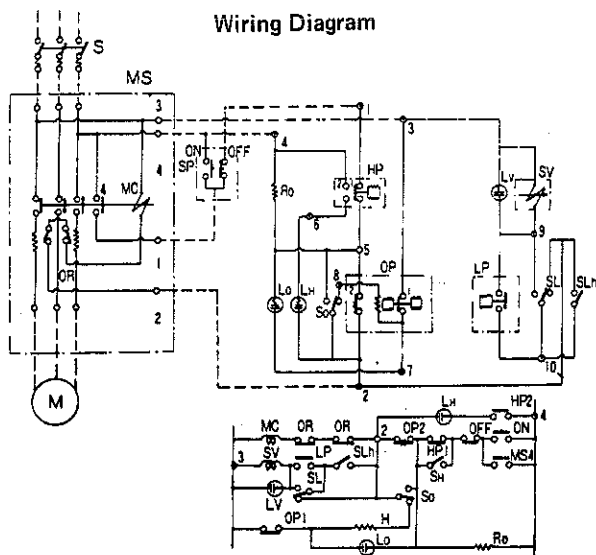 Wiring Diagram
S
MS
3
1
3
4
ON
SP
OFF
HP
LV
SV
4
4
MC
Ro
6
5
9
OR
1
8
OP
LP
SL
SLh
Lo
LH
So
2
2
7
10
LH
HP2
4
M
MC
OR
OR
2
OP2
OFF
ON
3
SV
LP
SLh
HP1
MS4
SL
SH
LV
So
OP1
H
Lo
Ro